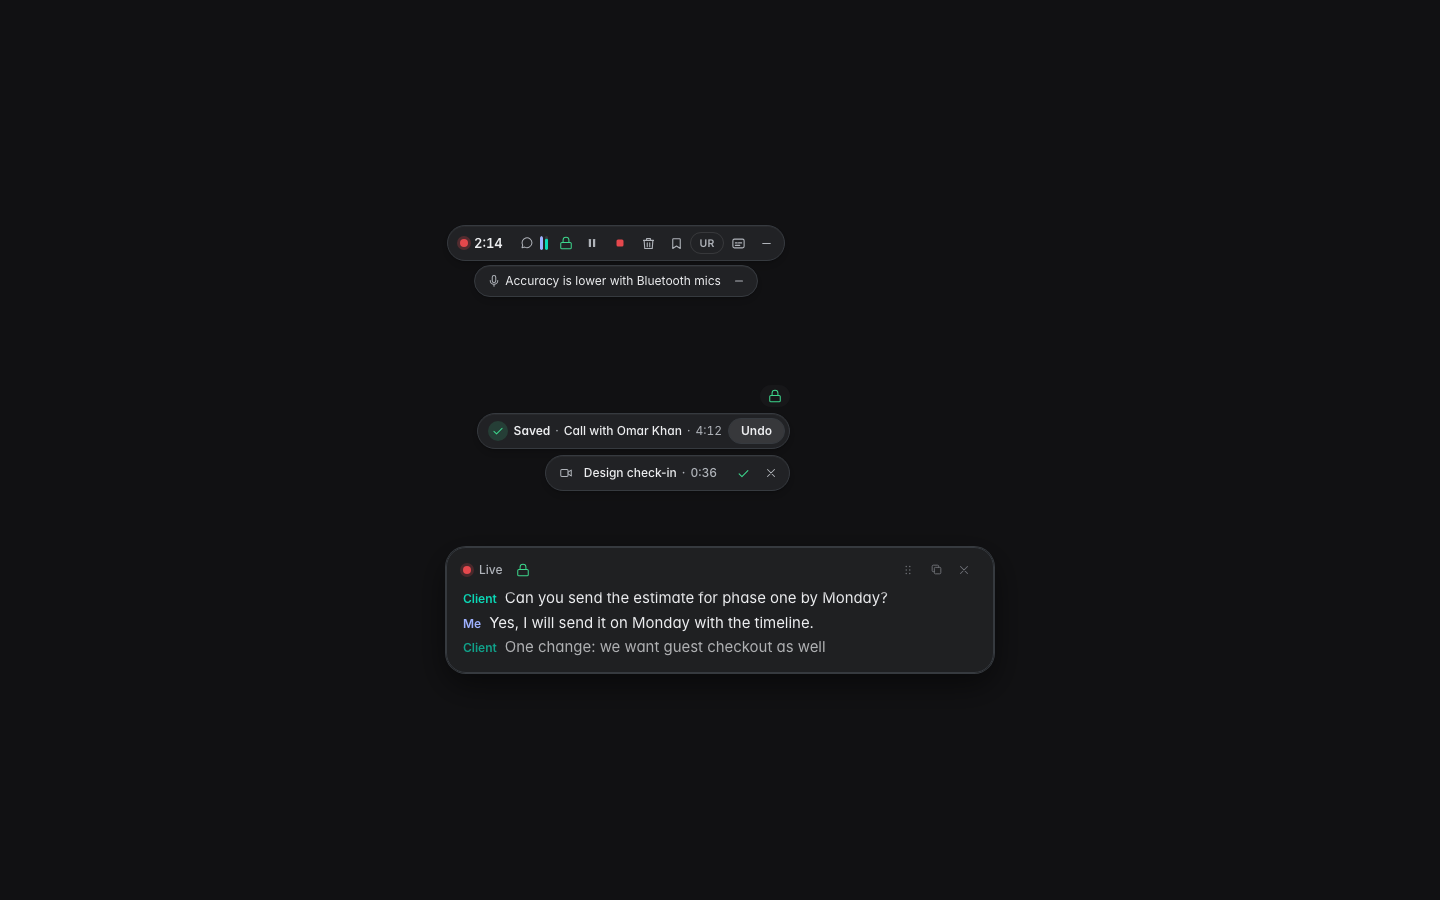 2:14 UR
Accuracy is lower with Bluetooth mics
Saved · Call with Omar Khan · 4:12 Undo
Design check-in · 0:36
Live
Client Can you send the estimate for phase one by Monday?
Me Yes, I will send it on Monday with the timeline.
Client One change: we want guest checkout as well